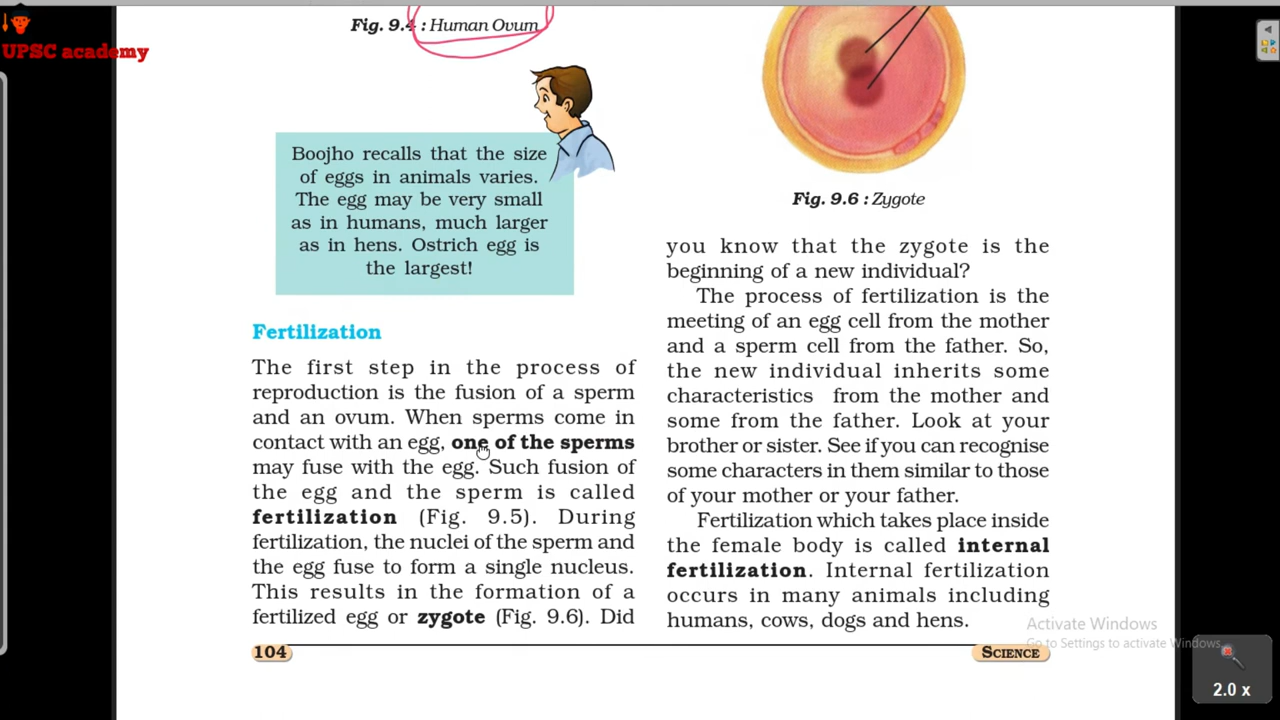 UPSC academy
Fig. 9.4 : Human Ovum
Boojho recalls that the size
of eggs in animals varies.
The egg may be very small
as in humans, much larger
as in hens. Ostrich egg is
the largest!
Fertilization
The first step in the process of
reproduction is the fusion of a sperm
and an ovum. When sperms come in
contact with an egg, one of the sperms
may fuse with the egg. Such fusion of
the egg and the sperm is called
fertilization (Fig. 9.5). During
fertilization, the nuclei of the sperm and
the egg fuse to form a single nucleus.
This results in the formation of a
fertilized egg or zygote (Fig. 9.6). Did
Fig. 9.6 : Zygote
you know that the zygote is the
beginning of a new individual?
The process of fertilization is the
meeting of an egg cell from the mother
and a sperm cell from the father. So,
the new individual inherits some
characteristics from the mother and
some from the father. Look at your
brother or sister. See if you can recognise
some characters in them similar to those
of your mother or your father.
Fertilization which takes place inside
the female body is called internal
fertilization. Internal fertilization
occurs in many animals including
humans, cows, dogs and hens.
104
SCIENCE
Activate Windows
Go to Settings to activate Windows.
2.0 x